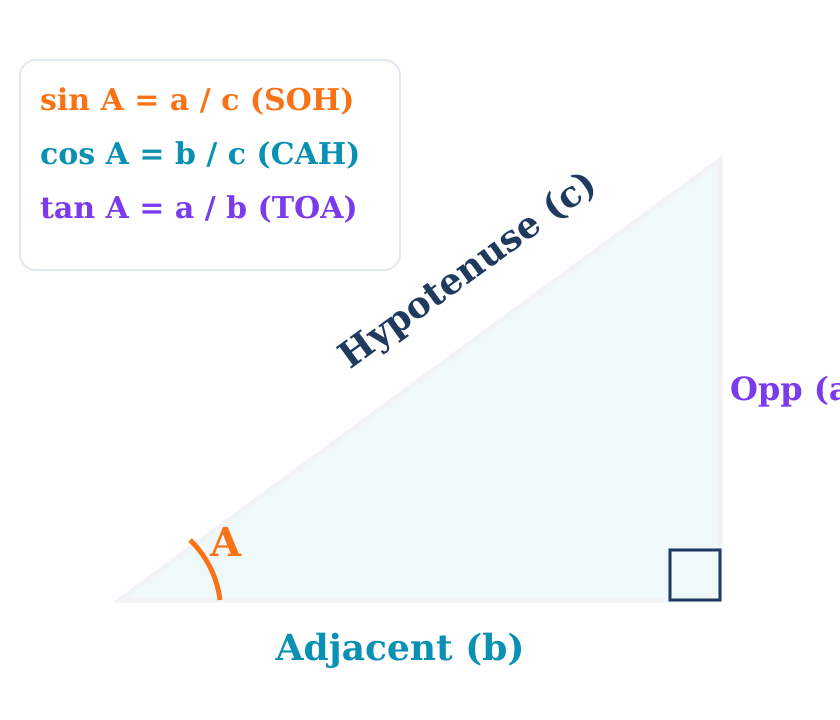 sin A = a / c (SOH)
cos A = b / c (CAH)
tan A = a / b (TOA)
Hypotenuse (c)
Opp (a
A
Adjacent (b)